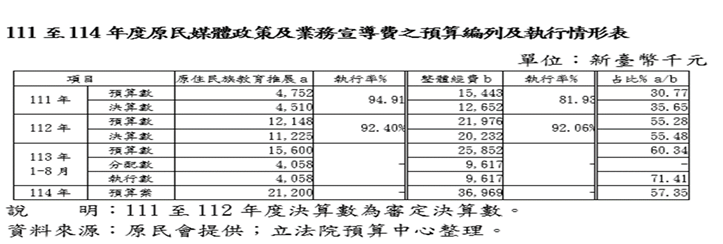 111 至 114 年度原民媒體政策及業務宣導費之預算編列及執行情形表
單位：新臺幣千元
項目 原住民族教育推展 a 執行率% 整體經費 b 執行率% 占比% a/b
111 年 預算數 4,752 94.91 15,443 81.93 30.77
決算數 4,510 12,652 35.65
112 年 預算數 12,148 92.40% 21,976 92.06% 55.28
決算數 11,225 20,232 55.48
113 年 1-8 月 預算數 15,600 - 25,852 - 60.34
分配數 4,058 9,617 -
執行數 4,058 9,617 71.41
114 年 預算案 21,200 - 36,969 - 57.35
說 明：111 至 112 年度決算數為審定決算數。
資料來源：原民會提供；立法院預算中心整理。